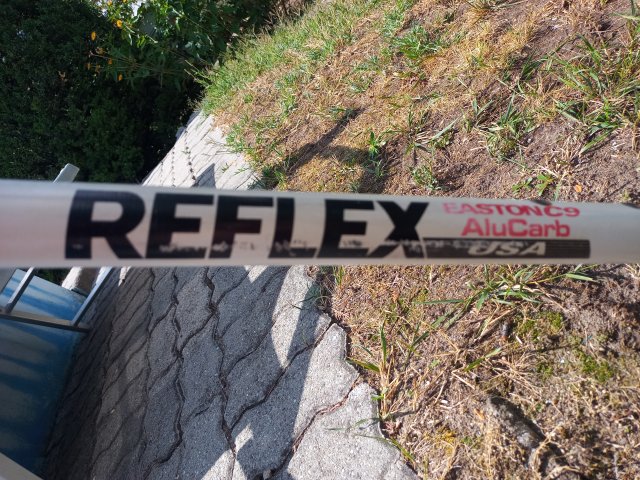 REFLEX
EASTON C9
AluCarb
USA